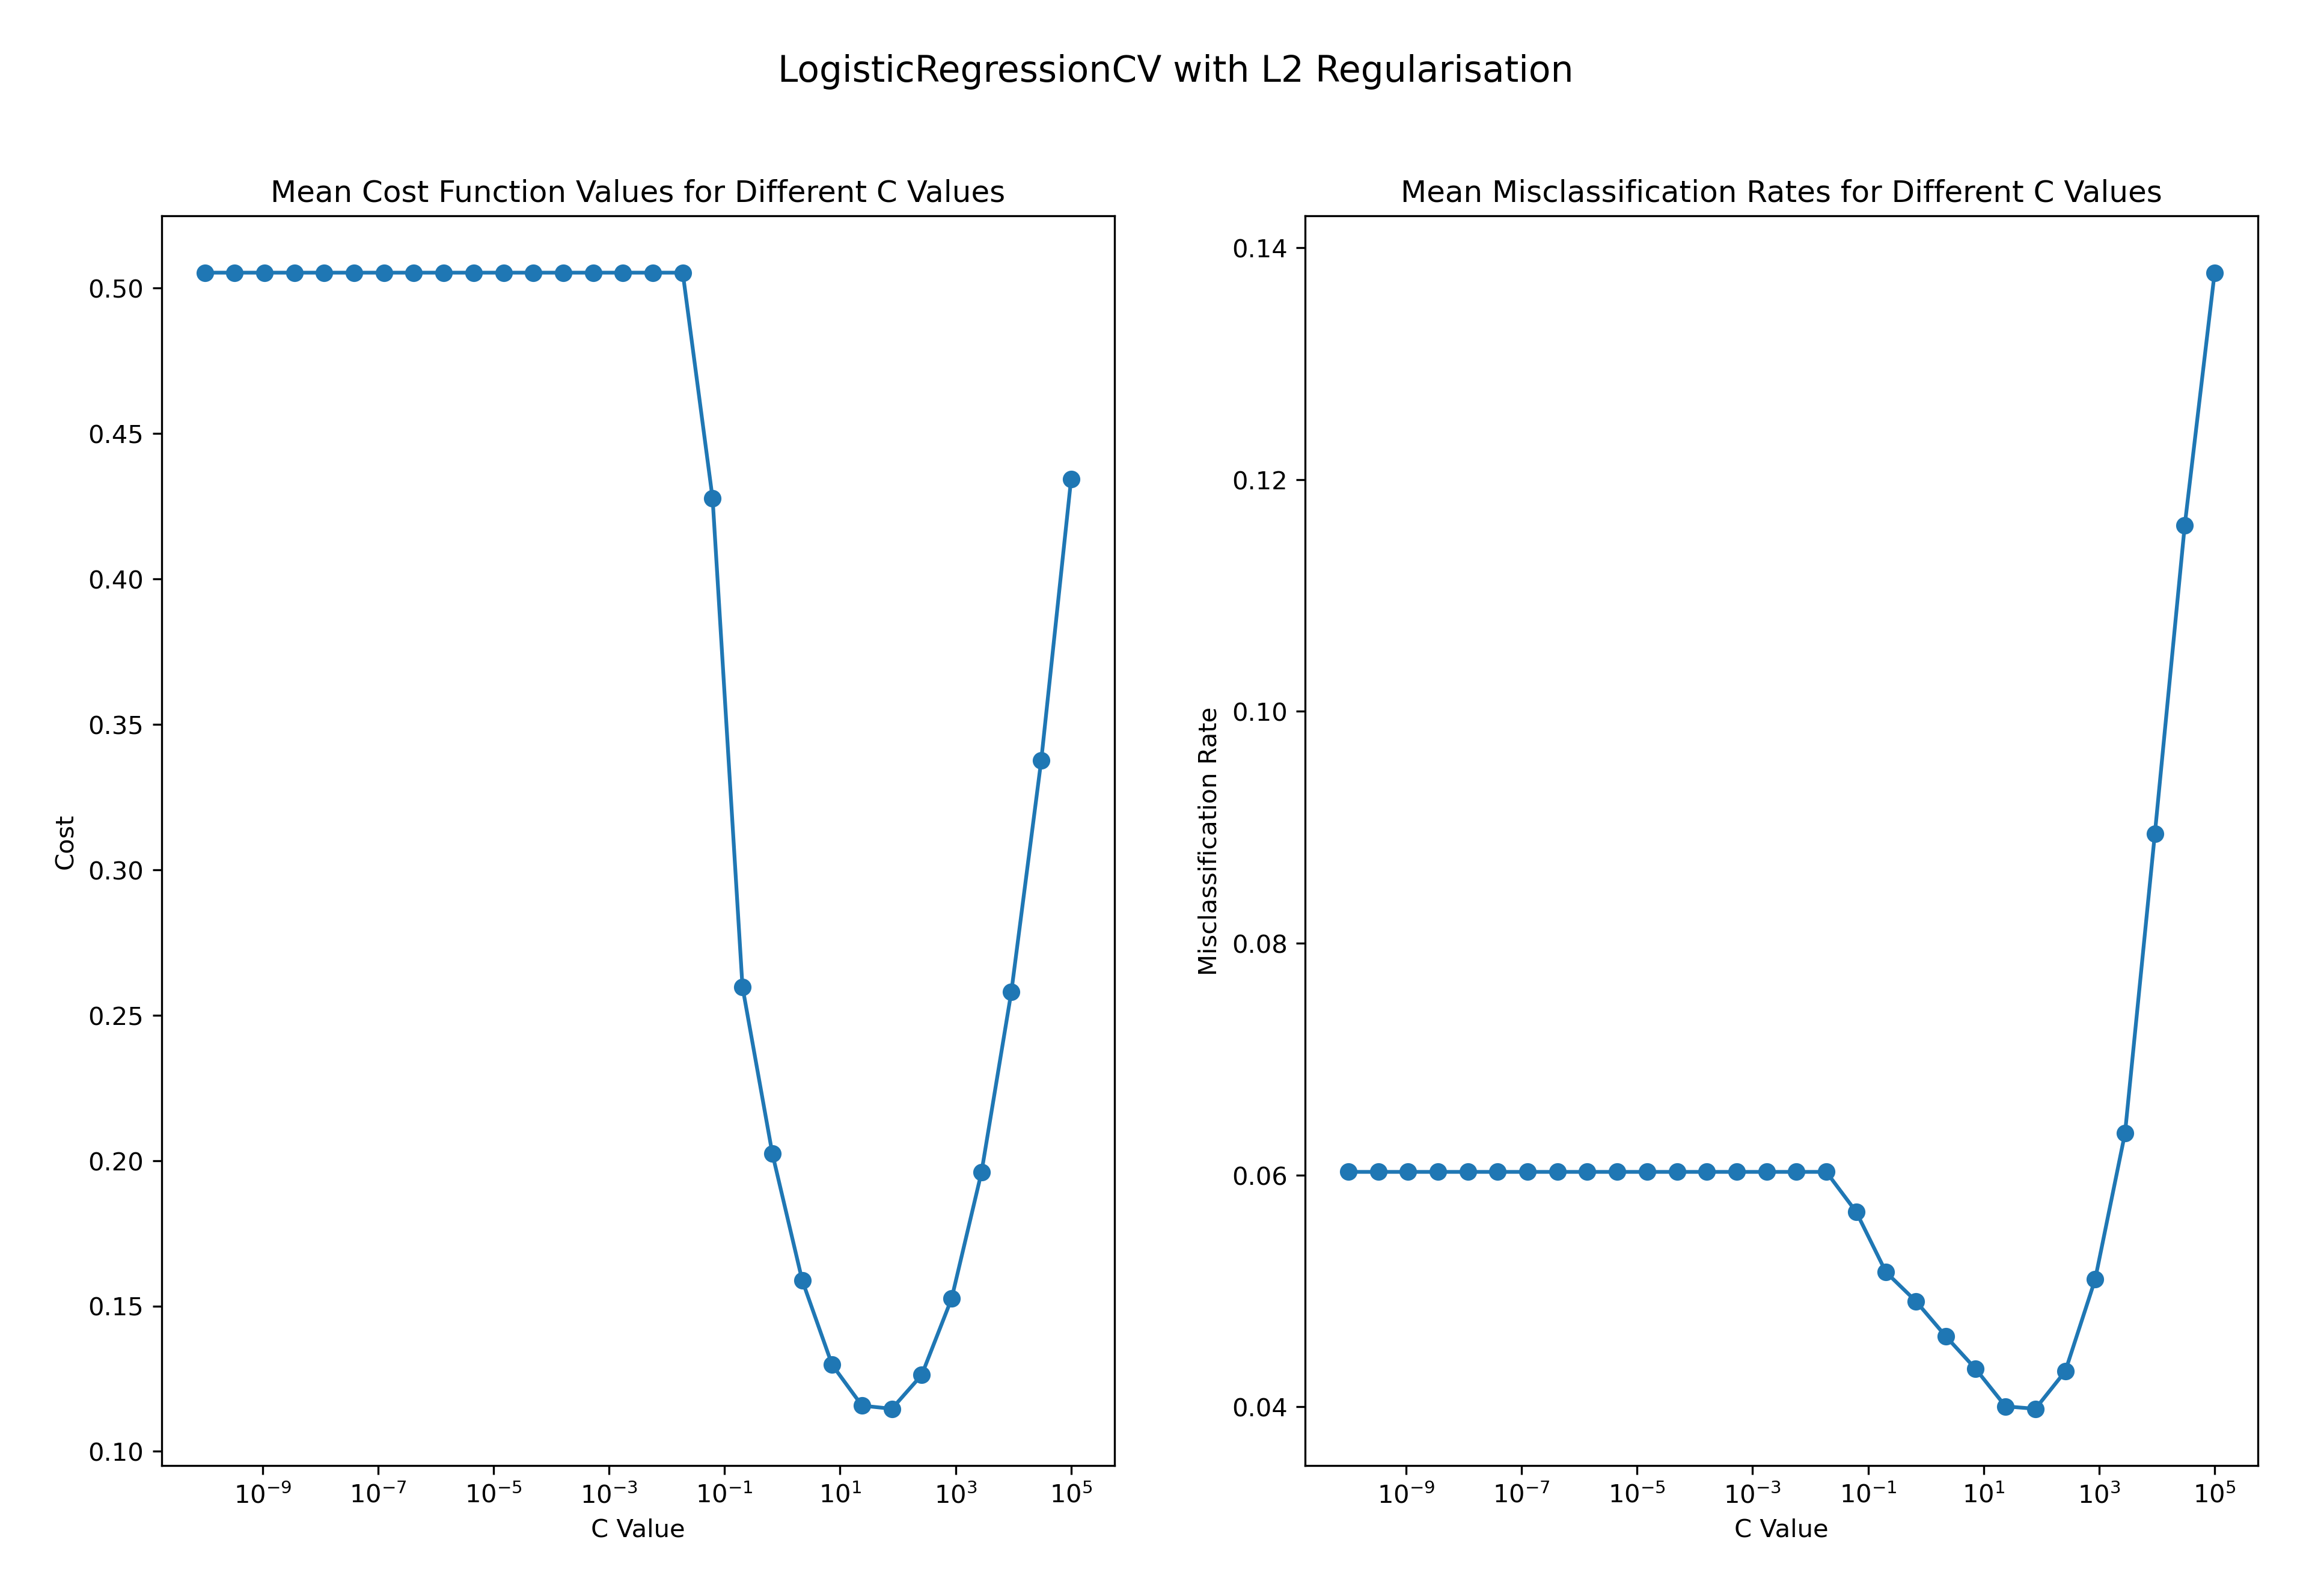 LogisticRegressionCV with L2 Regularisation
Mean Cost Function Values for Different C Values
0.50
0.45
0.40
0.35
0.30
0.25
0.20
0.15
0.10
Cost
10⁻⁹ 10⁻⁷ 10⁻⁵ 10⁻³ 10⁻¹ 10¹ 10³ 10⁵
C Value
Mean Misclassification Rates for Different C Values
0.14
0.12
0.10
0.08
0.06
0.04
Misclassification Rate
10⁻⁹ 10⁻⁷ 10⁻⁵ 10⁻³ 10⁻¹ 10¹ 10³ 10⁵
C Value